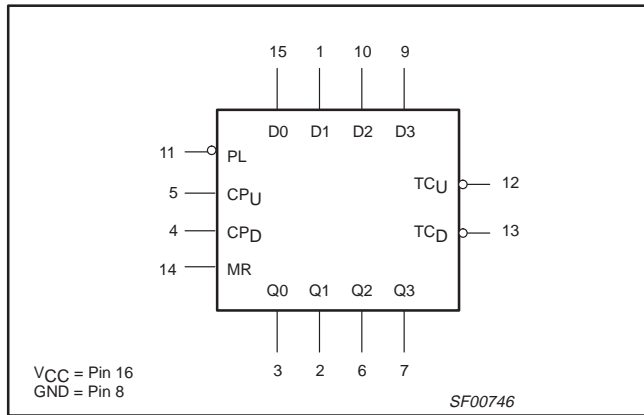 15 1 10 9
D0 D1 D2 D3
11 PL
5 CPU
4 CPD
14 MR
TCU 12
TCD 13
Q0 Q1 Q2 Q3
3 2 6 7
VCC = Pin 16
GND = Pin 8
SF00746